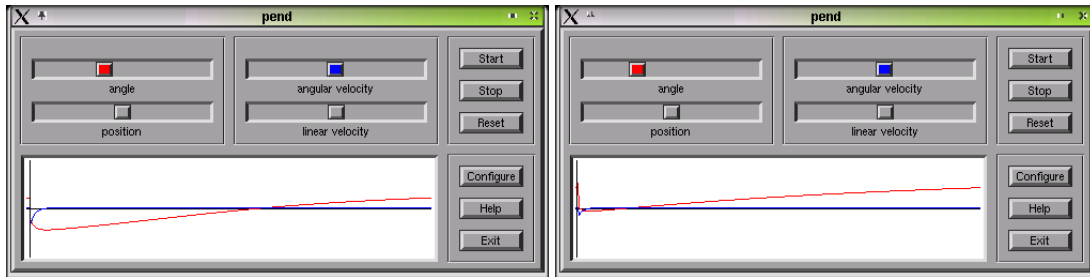 pend
Start
angle
angular velocity
Stop
position
linear velocity
Reset
Configure
Help
Exit
pend
Start
angle
angular velocity
Stop
position
linear velocity
Reset
Configure
Help
Exit